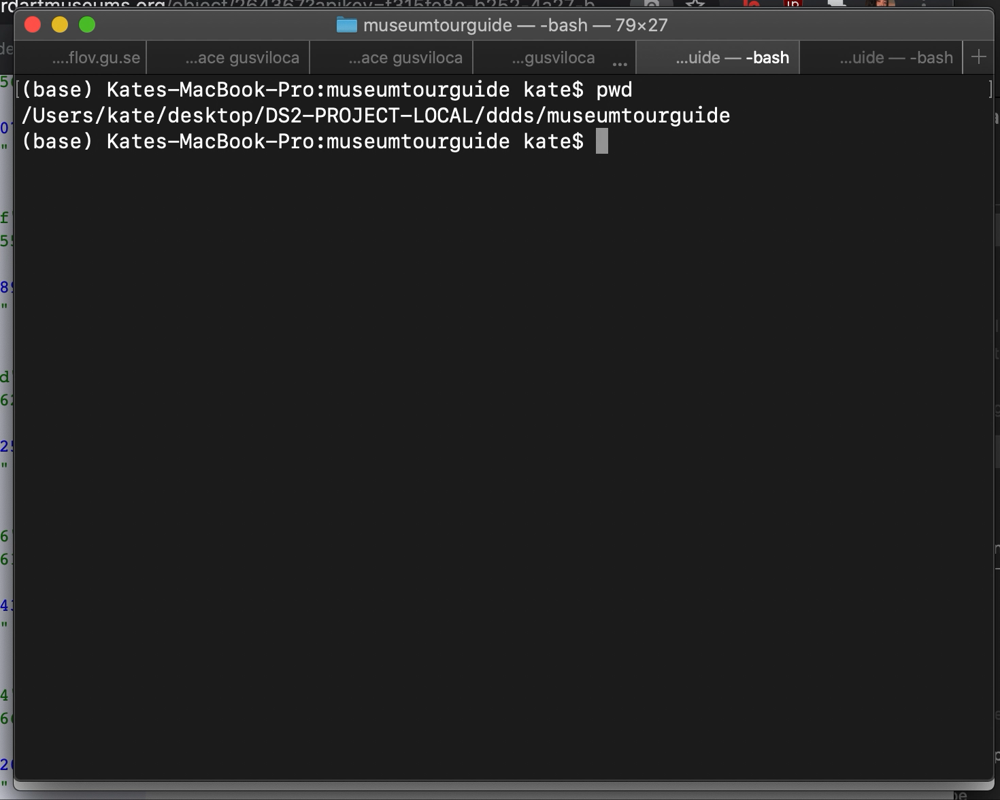 museumtourguide — -bash — 79×27
....flov.gu.se
...ace gusviloca
...ace gusviloca
...gusviloca ...
...uide — -bash
...uide — -bash
(base) Kates-MacBook-Pro:museumtourguide kate$ pwd
/Users/kate/desktop/DS2-PROJECT-LOCAL/ddds/museumtourguide
(base) Kates-MacBook-Pro:museumtourguide kate$